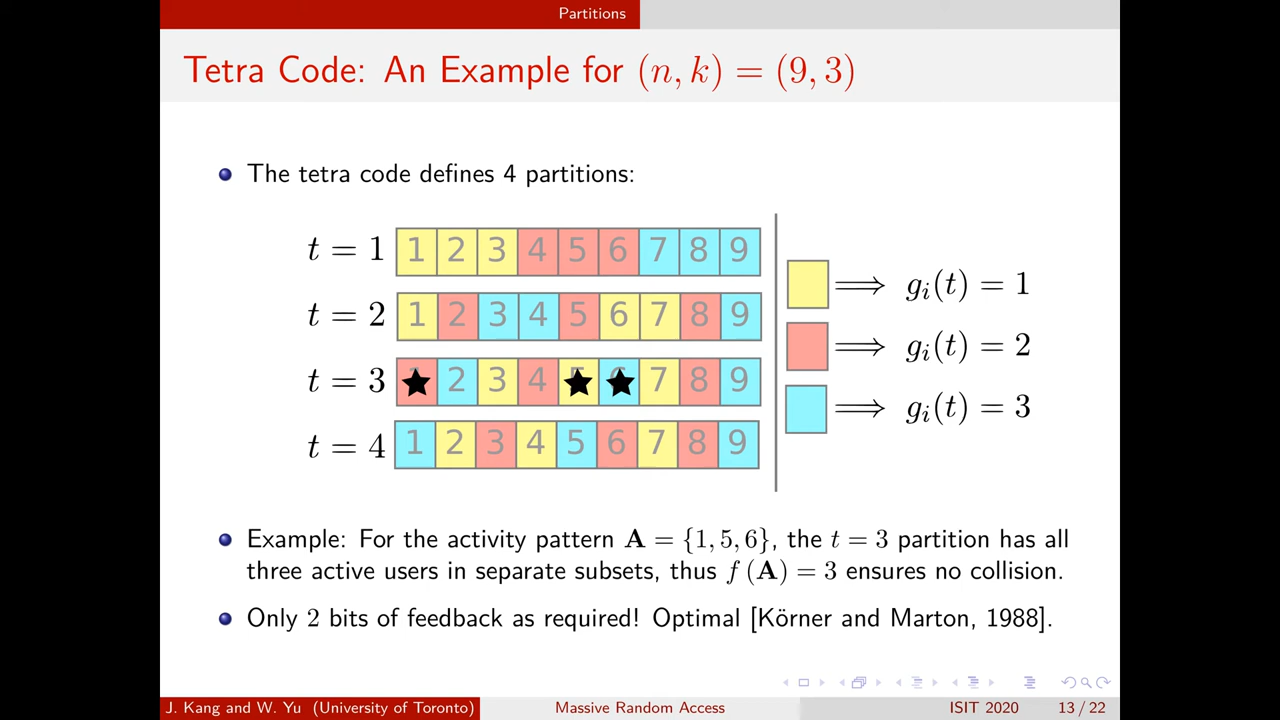 Partitions
Tetra Code: An Example for (n, k) = (9, 3)
The tetra code defines 4 partitions:
t = 1 1 2 3 4 5 6 7 8 9
t = 2 1 2 3 4 5 6 7 8 9
t = 3 2 3 4 7 8 9
t = 4 1 2 3 4 5 6 7 8 9
⟹ gᵢ(t) = 1
⟹ gᵢ(t) = 2
⟹ gᵢ(t) = 3
Example: For the activity pattern A = {1, 5, 6}, the t = 3 partition has all
three active users in separate subsets, thus f (A) = 3 ensures no collision.
Only 2 bits of feedback as required! Optimal [Körner and Marton, 1988].
J. Kang and W. Yu (University of Toronto) Massive Random Access ISIT 2020 13 / 22